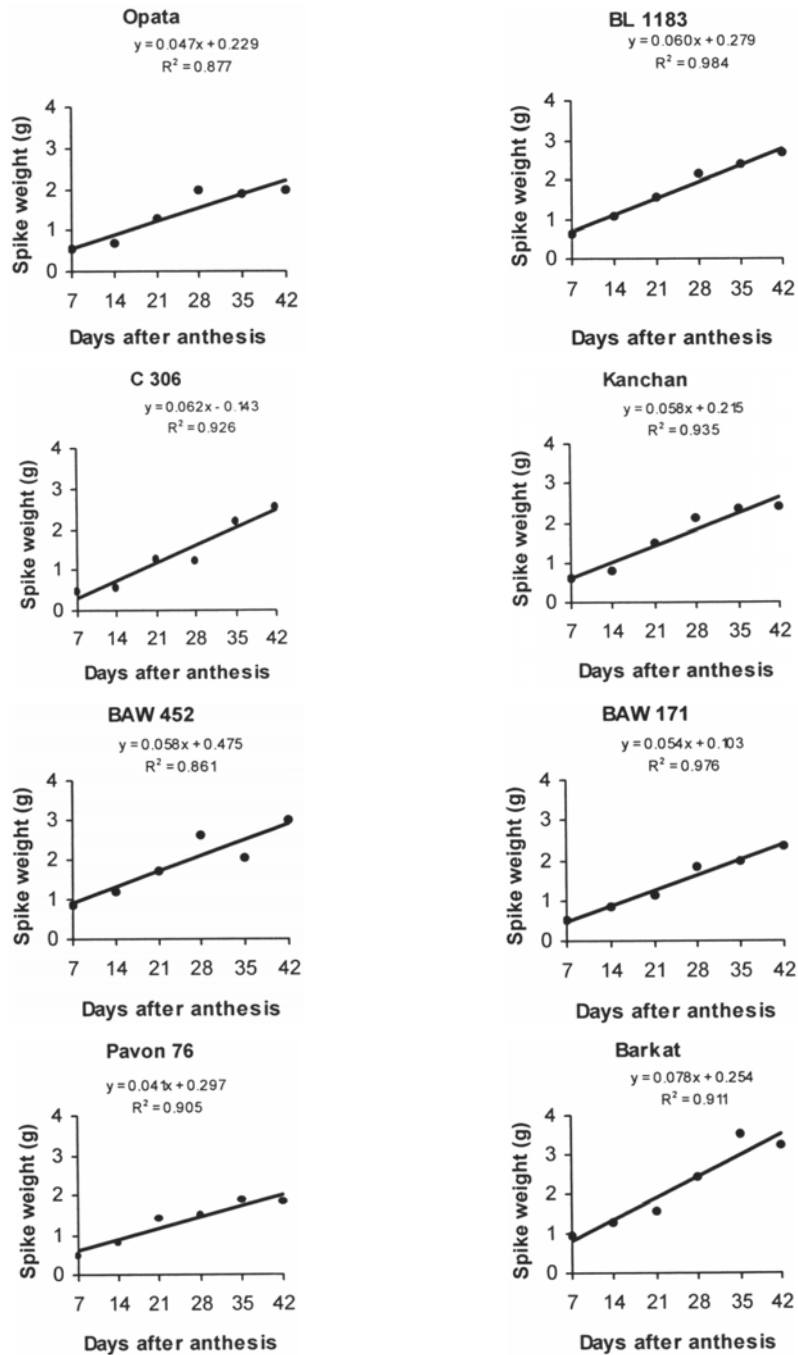 Opata
y = 0.047x + 0.229
R² = 0.877
Spike weight (g)
4
3
2
1
0
7 14 21 28 35 42
Days after anthesis
BL 1183
y = 0.060x + 0.279
R² = 0.984
Spike weight (g)
4
3
2
1
0
7 14 21 28 35 42
Days after anthesis
C 306
y = 0.062x - 0.143
R² = 0.926
Spike weight (g)
4
3
2
1
0
7 14 21 28 35 42
Days after anthesis
Kanchan
y = 0.058x + 0.215
R² = 0.935
Spike weight (g)
4
3
2
1
0
7 14 21 28 35 42
Days after anthesis
BAW 452
y = 0.058x + 0.475
R² = 0.861
Spike weight (g)
4
3
2
1
0
7 14 21 28 35 42
Days after anthesis
BAW 171
y = 0.054x + 0.103
R² = 0.976
Spike weight (g)
4
3
2
1
0
7 14 21 28 35 42
Days after anthesis
Pavon 76
y = 0.041x + 0.297
R² = 0.905
Spike weight (g)
4
3
2
1
0
7 14 21 28 35 42
Days after anthesis
Barkat
y = 0.078x + 0.254
R² = 0.911
Spike weight (g)
4
3
2
1
0
7 14 21 28 35 42
Days after anthesis